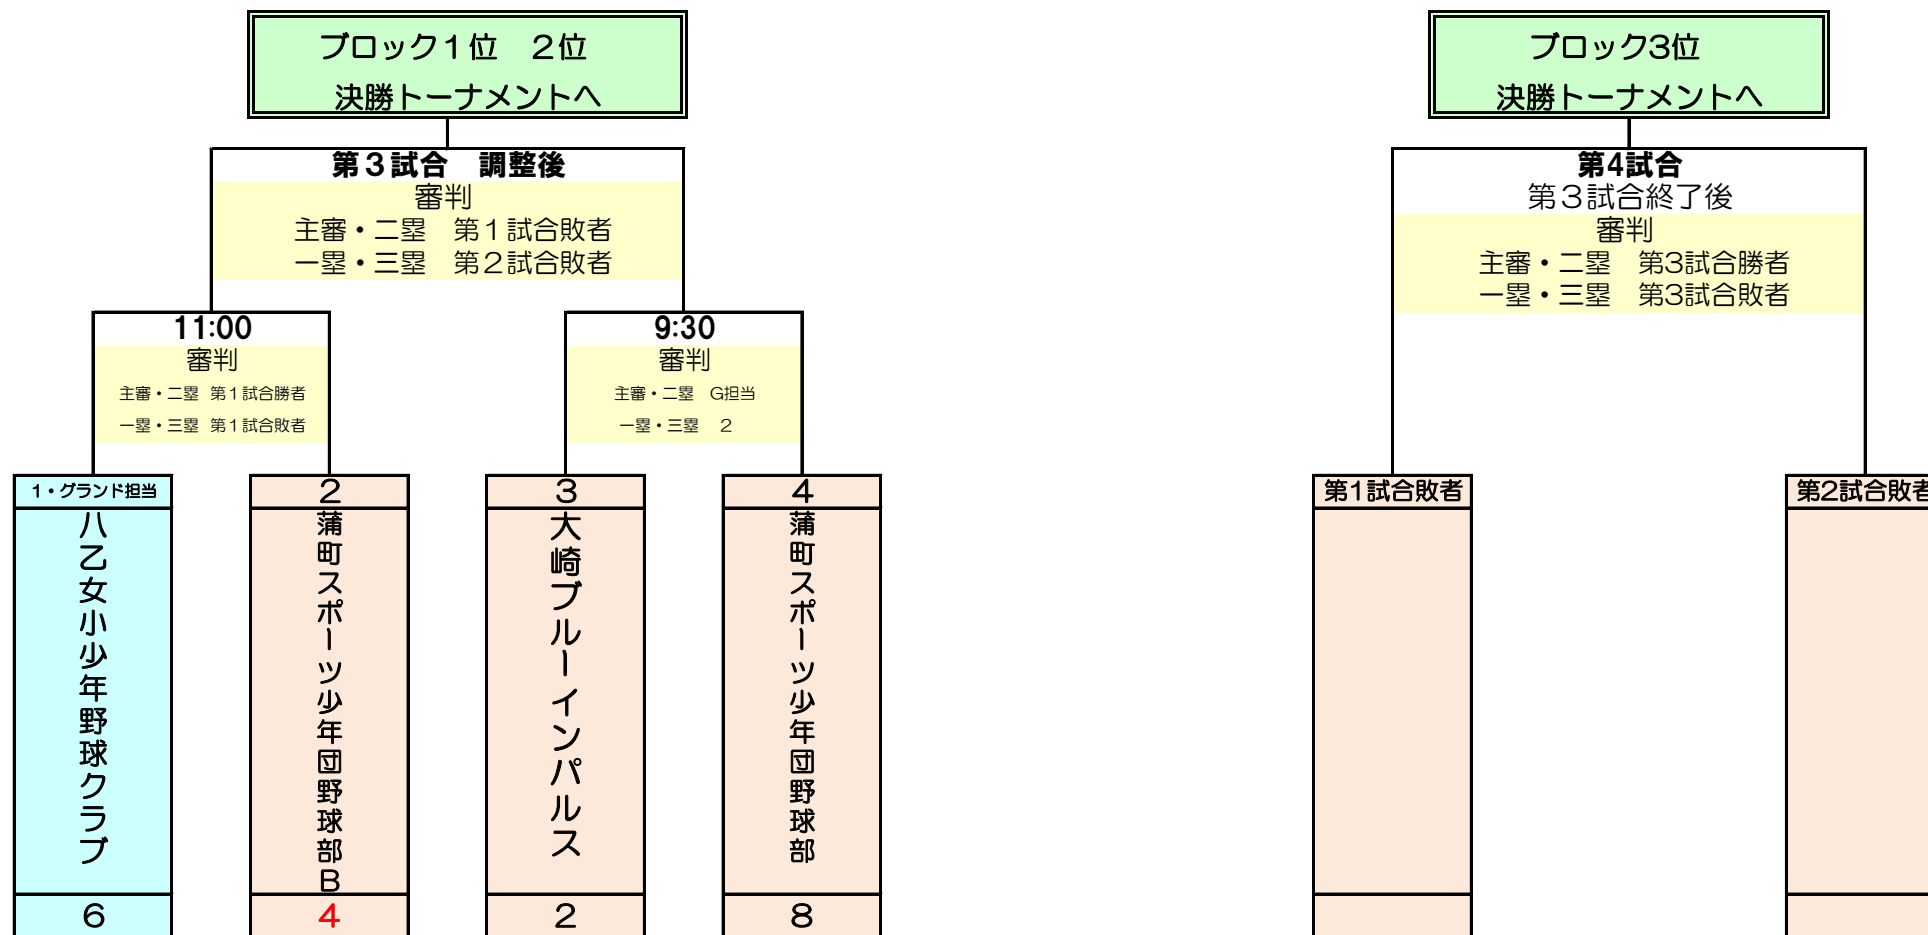 ブロック１位　２位
決勝トーナメントへ
第３試合　調整後
審判
主審・二塁　第１試合敗者
一塁・三塁　第２試合敗者
11:00
審判
主審・二塁 第１試合勝者
一塁・三塁 第１試合敗者
9:30
審判
主審・二塁　G担当
一塁・三塁　２
1・グランド担当
八乙女小少年野球クラブ
6
2
蒲町スポーツ少年団野球部B
4
3
大崎ブルーインパルス
2
4
蒲町スポーツ少年団野球部
8
ブロック3位
決勝トーナメントへ
第4試合
第３試合終了後
審判
主審・二塁　第3試合勝者
一塁・三塁　第3試合敗者
第1試合敗者
第2試合敗者